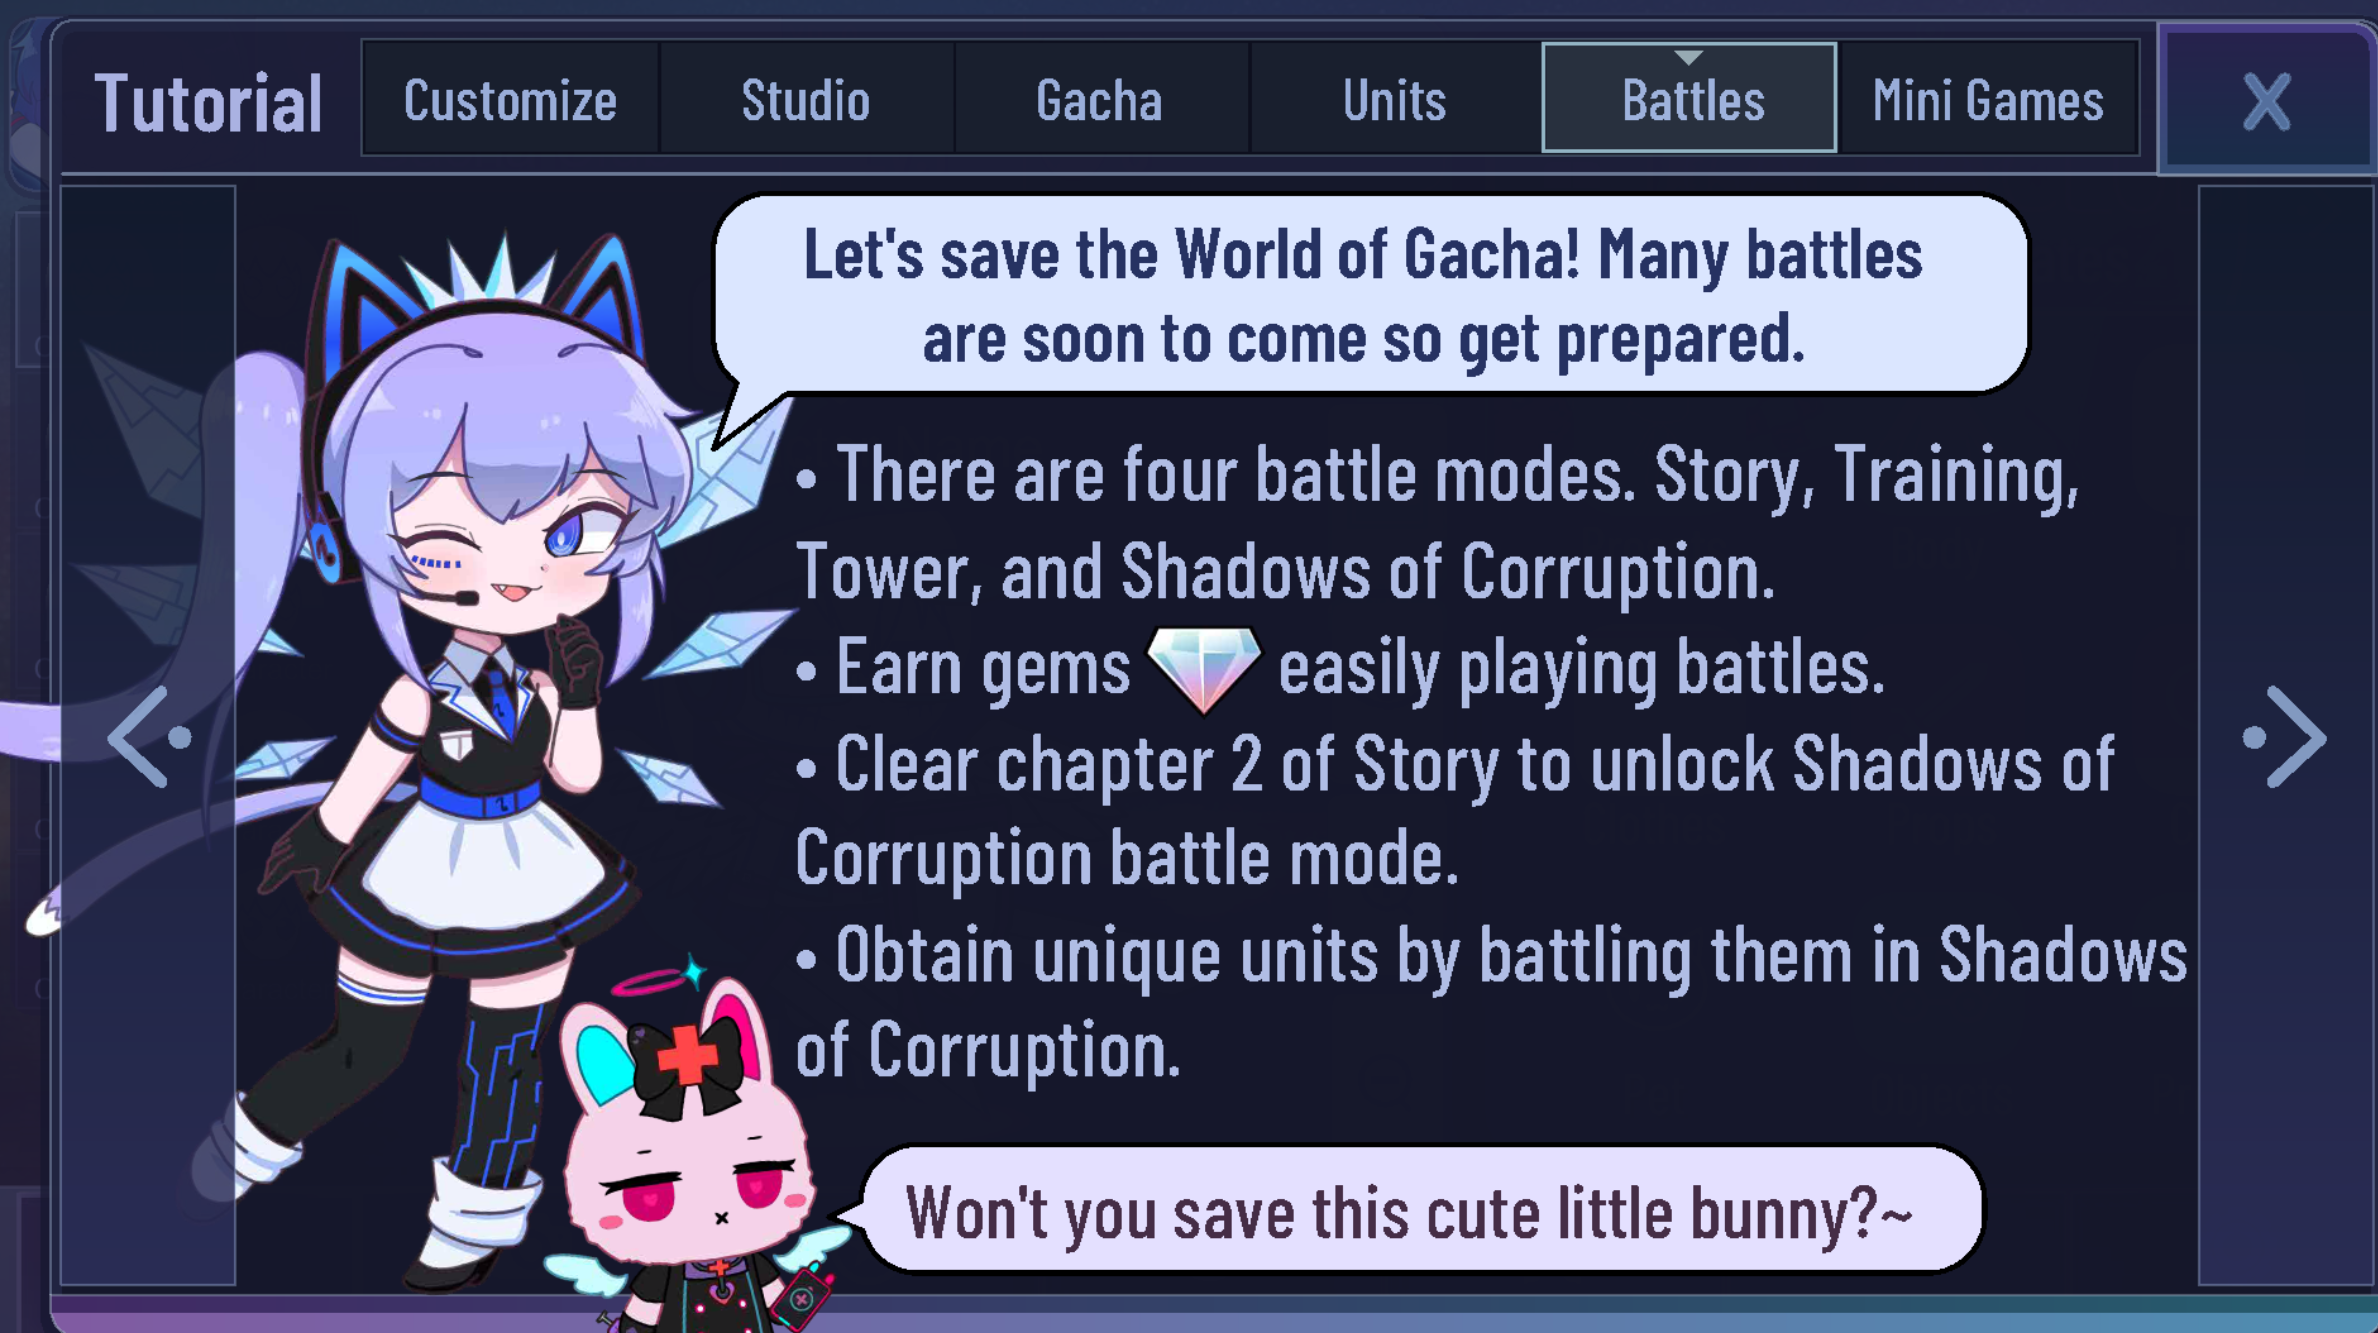 Tutorial
Customize
Studio
Gacha
Units
Battles
Mini Games
X
Let's save the World of Gacha! Many battles
are soon to come so get prepared.
• There are four battle modes. Story, Training,
Tower, and Shadows of Corruption.
• Earn gems easily playing battles.
• Clear chapter 2 of Story to unlock Shadows of
Corruption battle mode.
• Obtain unique units by battling them in Shadows
of Corruption.
Won't you save this cute little bunny?~